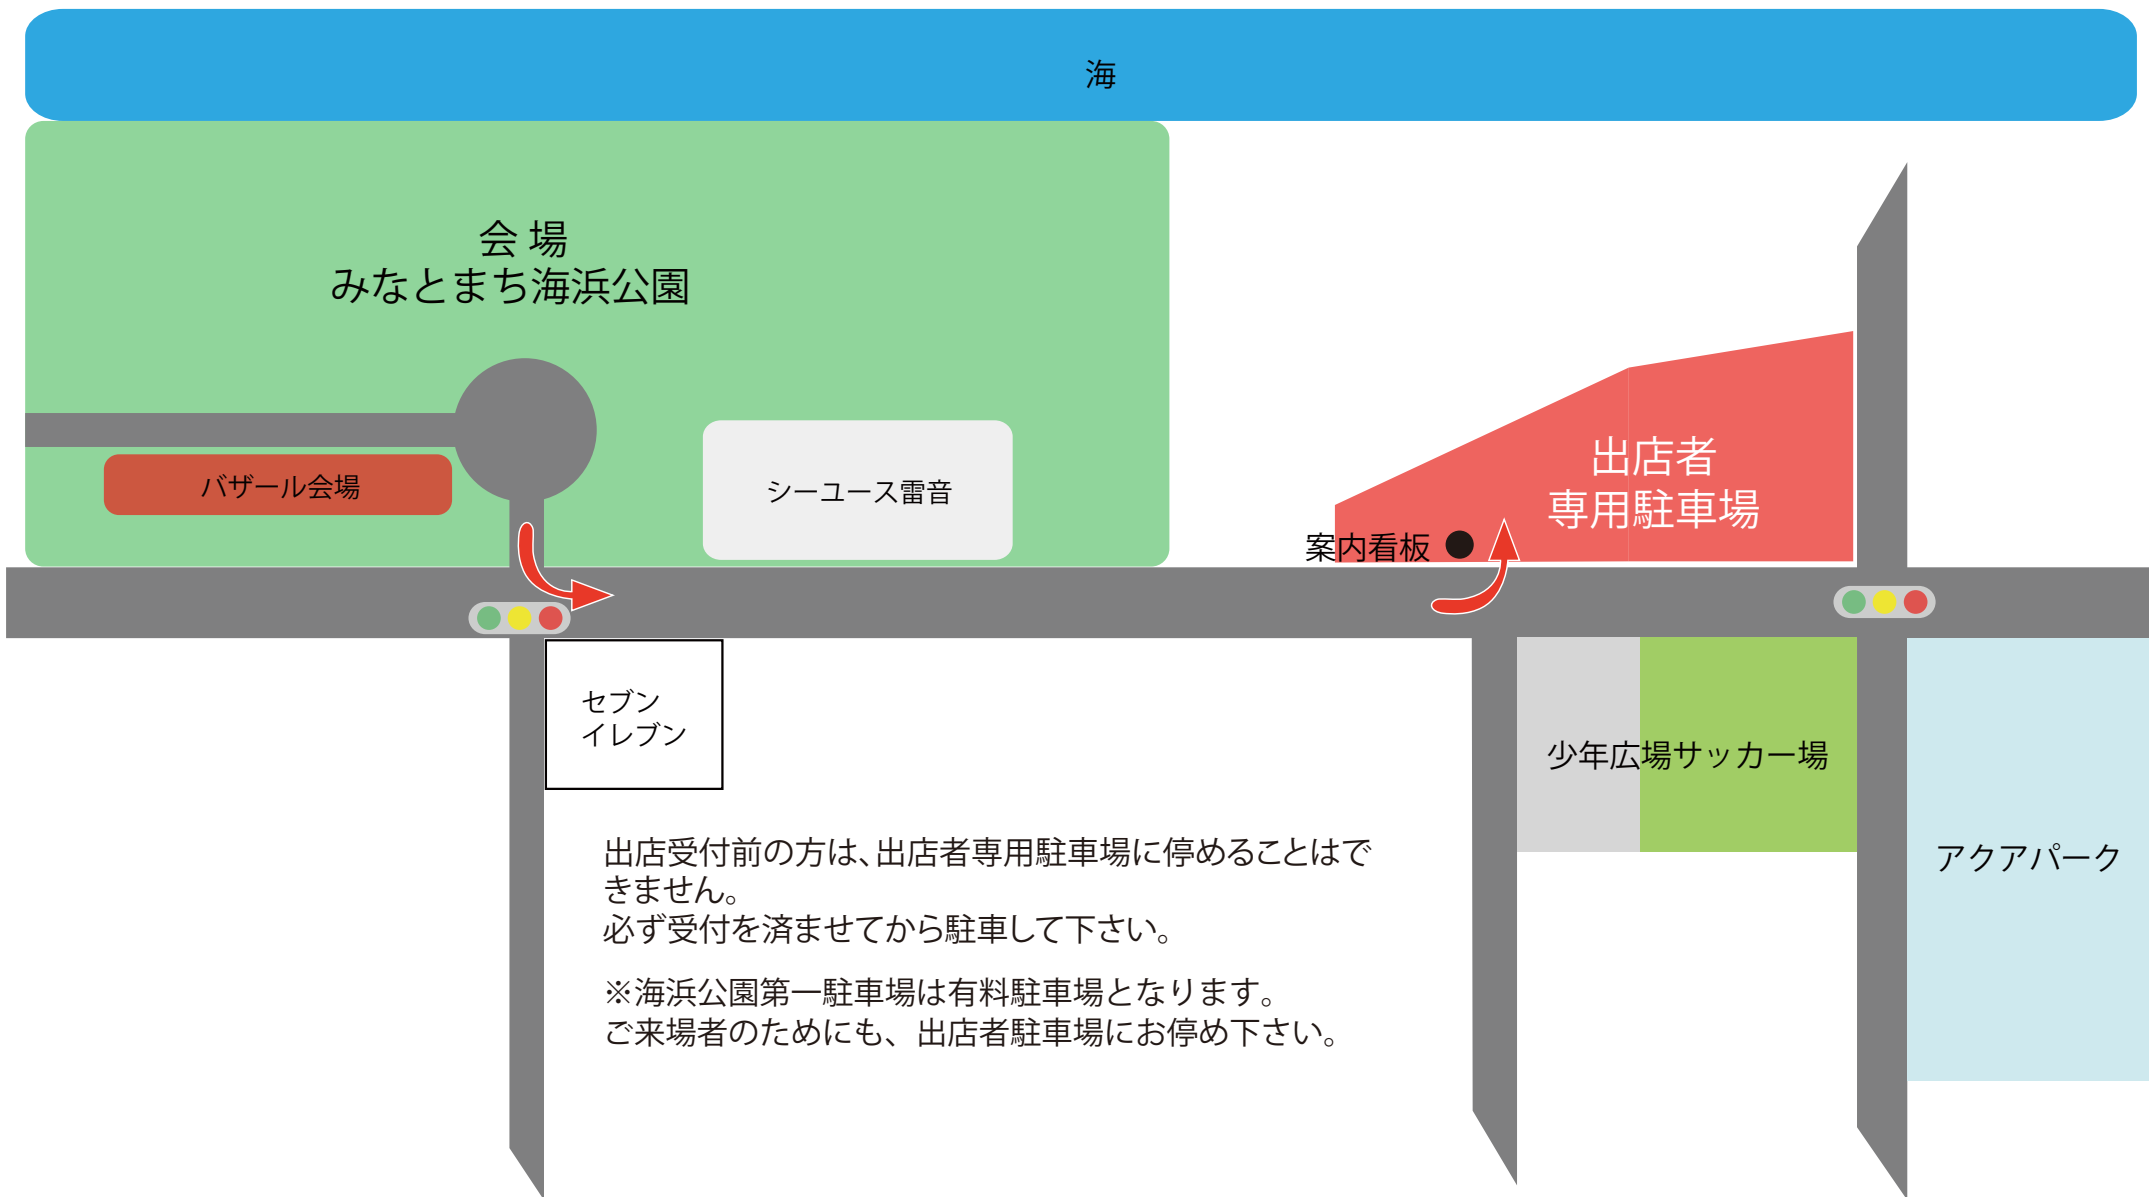 海
会 場
みなとまち海浜公園
バザール会場
シーユース雷音
出店者
専用駐車場
案内看板
セブン
イレブン
少年広場サッカー場
アクアパーク
出店受付前の方は、出店者専用駐車場に停めることはで
きません。
必ず受付を済ませてから駐車して下さい。
※海浜公園第一駐車場は有料駐車場となります。
ご来場者のためにも、出店者駐車場にお停め下さい。